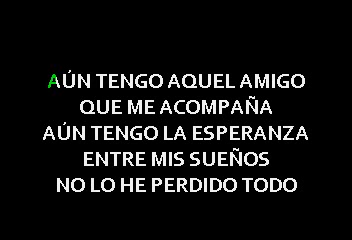 AÚN TENGO AQUEL AMIGO
QUE ME ACOMPAÑA
AÚN TENGO LA ESPERANZA
ENTRE MIS SUEÑOS
NO LO HE PERDIDO TODO